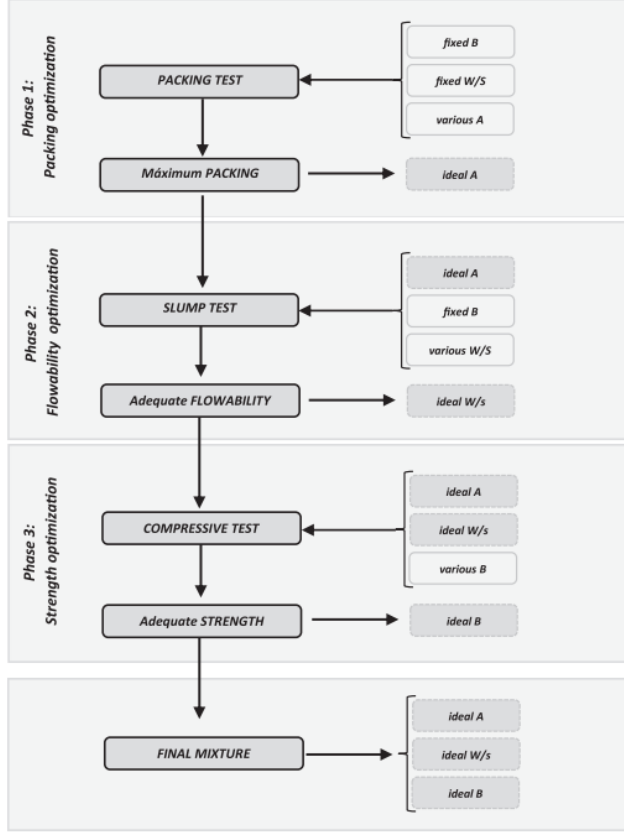 Phase 1:
Packing optimization
PACKING TEST
fixed B
fixed W/S
various A
Máximum PACKING
ideal A
Phase 2:
Flowability optimization
SLUMP TEST
ideal A
fixed B
various W/S
Adequate FLOWABILITY
ideal W/s
Phase 3:
Strength optimization
COMPRESSIVE TEST
ideal A
ideal W/s
various B
Adequate STRENGTH
ideal B
FINAL MIXTURE
ideal A
ideal W/s
ideal B